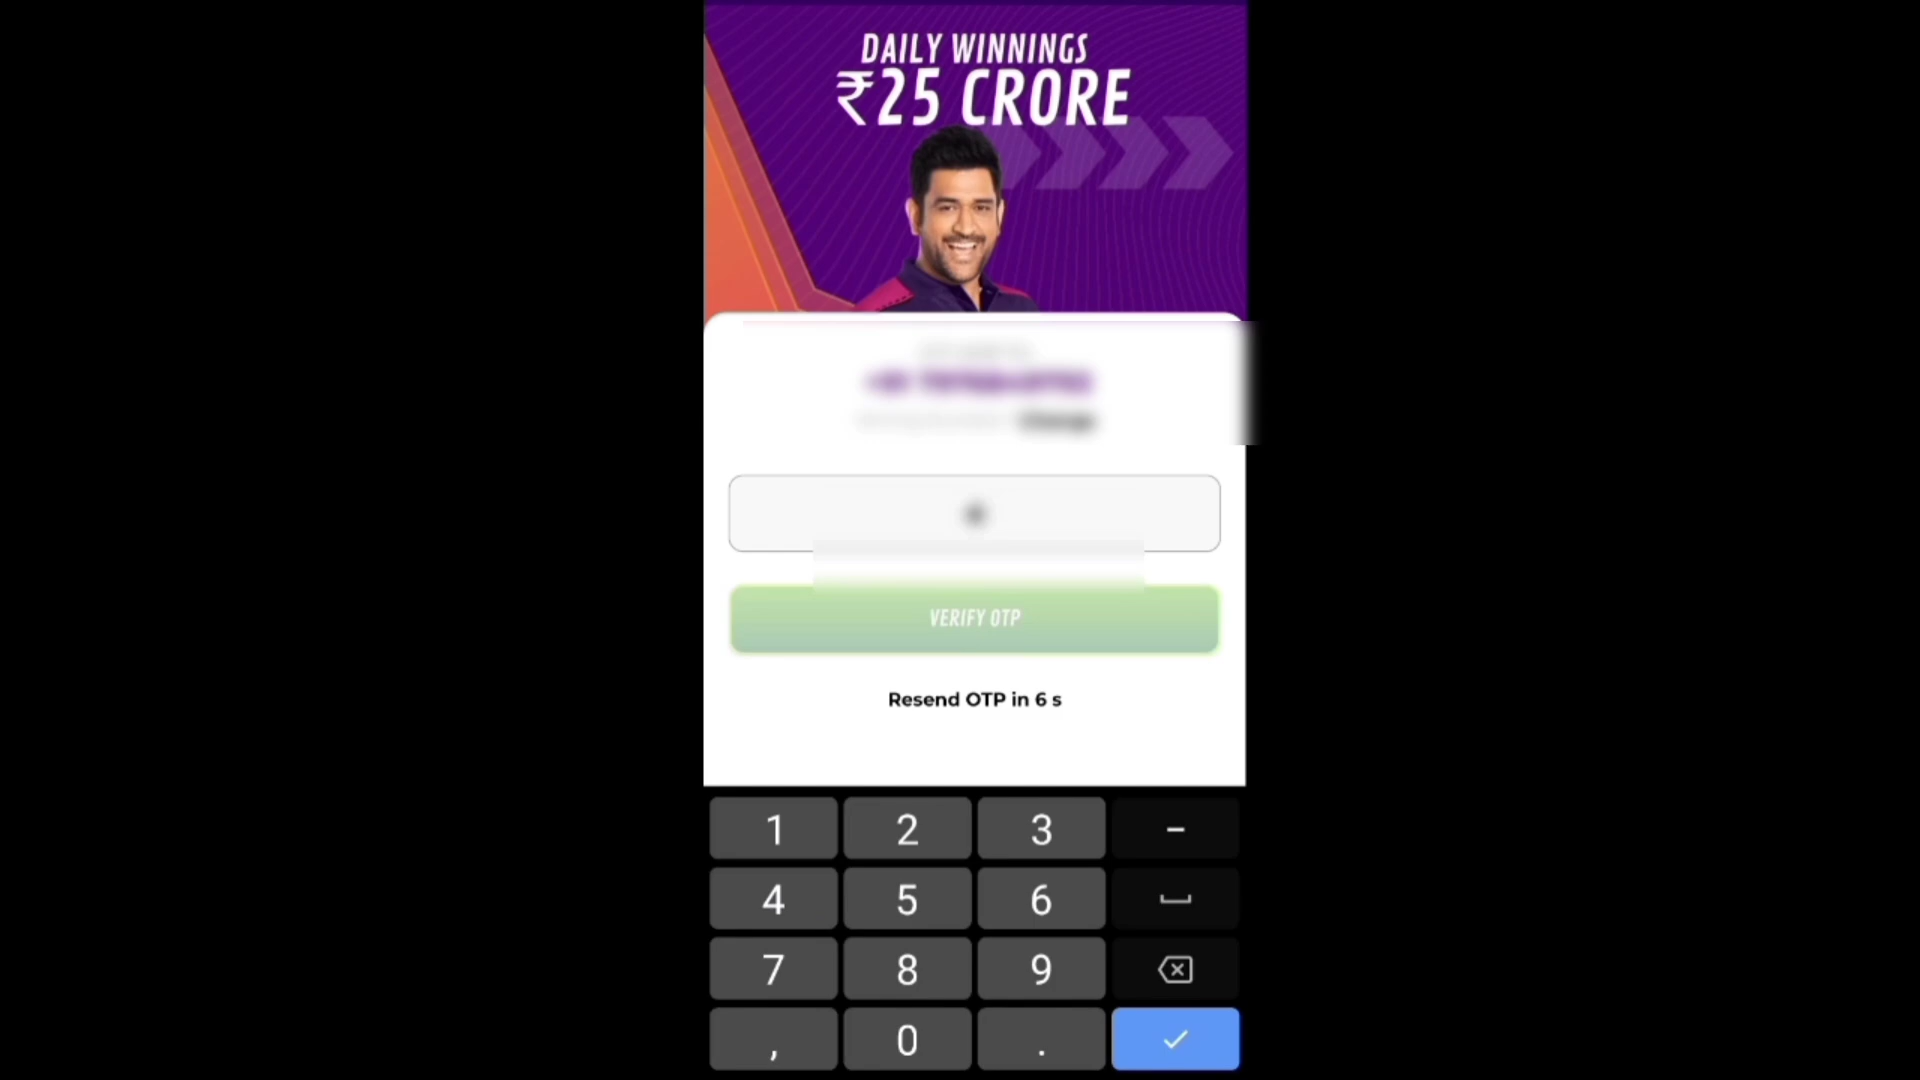 DAILY WINNINGS
₹25 CRORE
VERIFY OTP
Resend OTP in 6 s
1 2 3 -
4 5 6
7 8 9
, 0 .